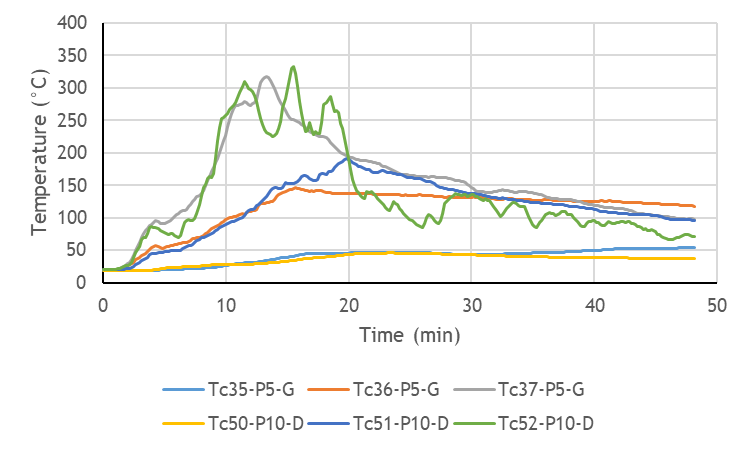 400
350
300
250
200
150
100
50
0
Temperature (°C)
0 10 20 30 40 50
Time (min)
Tc35-P5-G Tc36-P5-G Tc37-P5-G
Tc50-P10-D Tc51-P10-D Tc52-P10-D